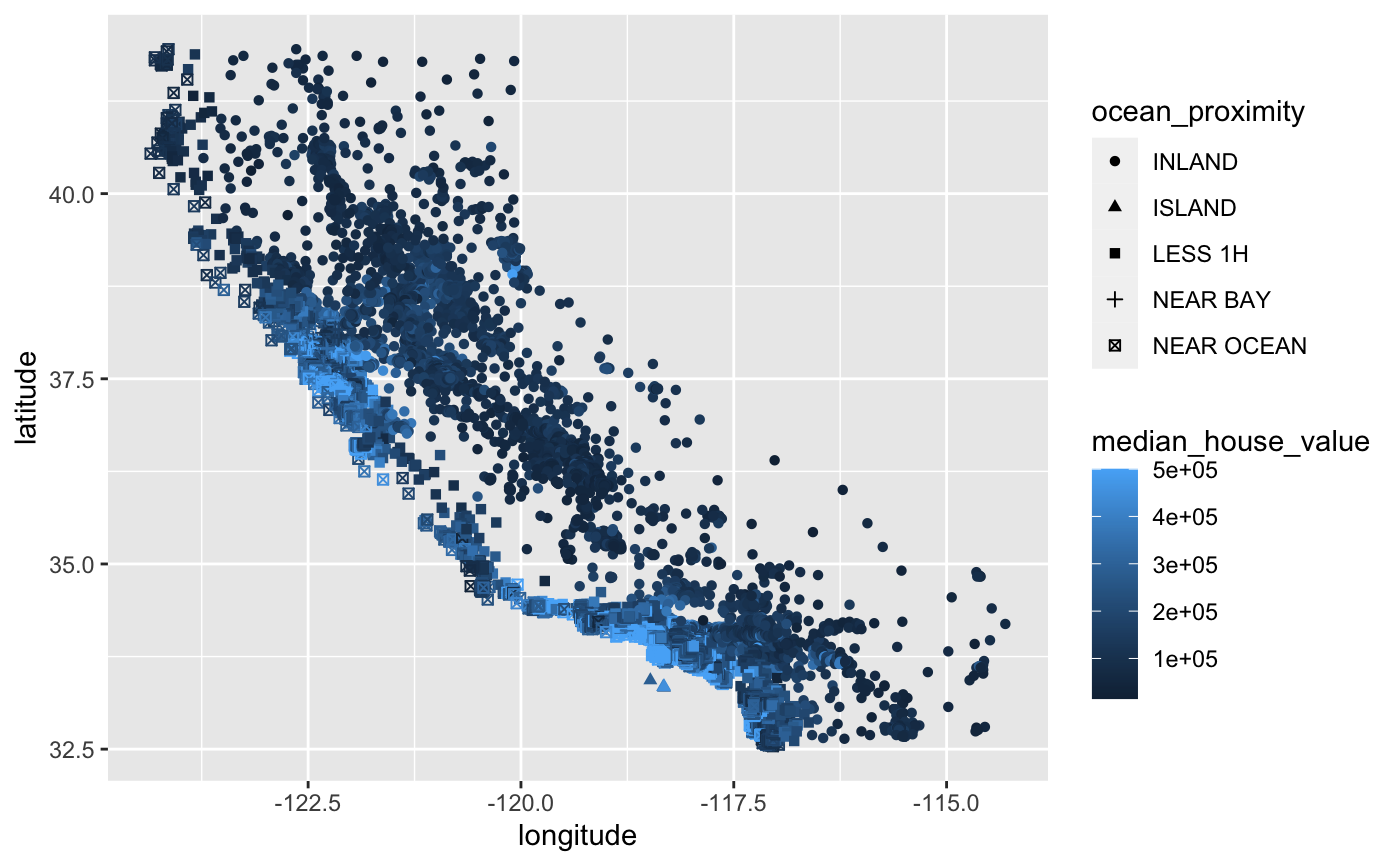 latitude
40.0
37.5
35.0
32.5
-122.5 -120.0 -117.5 -115.0
longitude
ocean_proximity
INLAND
ISLAND
LESS 1H
NEAR BAY
NEAR OCEAN
median_house_value
5e+05
4e+05
3e+05
2e+05
1e+05